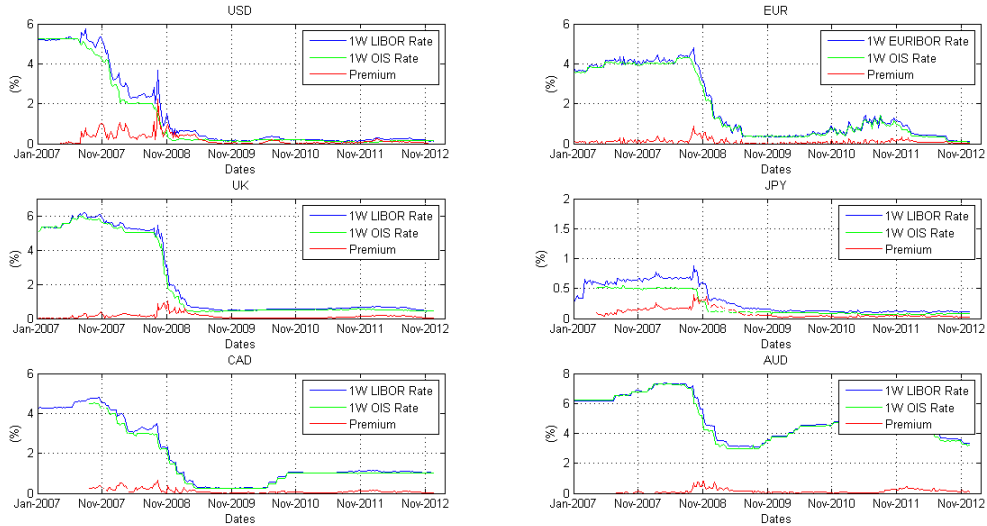 USD
6
4
2
0
(%)
1W LIBOR Rate
1W OIS Rate
Premium
Jan-2007 Nov-2007 Nov-2008 Nov-2009 Nov-2010 Nov-2011 Nov-2012
Dates
EUR
6
4
2
0
(%)
1W EURIBOR Rate
1W OIS Rate
Premium
Jan-2007 Nov-2007 Nov-2008 Nov-2009 Nov-2010 Nov-2011 Nov-2012
Dates
UK
6
4
2
0
(%)
1W LIBOR Rate
1W OIS Rate
Premium
Jan-2007 Nov-2007 Nov-2008 Nov-2009 Nov-2010 Nov-2011 Nov-2012
Dates
JPY
2
1.5
1
0.5
0
(%)
1W LIBOR Rate
1W OIS Rate
Premium
Jan-2007 Nov-2007 Nov-2008 Nov-2009 Nov-2010 Nov-2011 Nov-2012
Dates
CAD
6
4
2
0
(%)
1W LIBOR Rate
1W OIS Rate
Premium
Jan-2007 Nov-2007 Nov-2008 Nov-2009 Nov-2010 Nov-2011 Nov-2012
Dates
AUD
8
6
4
2
0
(%)
1W LIBOR Rate
1W OIS Rate
Premium
Jan-2007 Nov-2007 Nov-2008 Nov-2009 Nov-2010 Nov-2011 Nov-2012
Dates